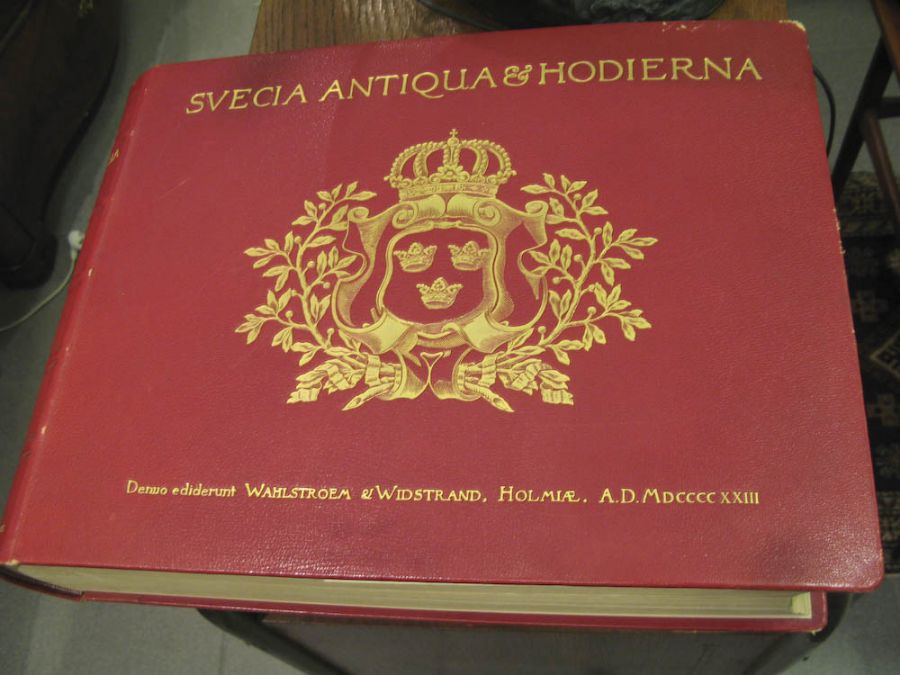 SVECIA ANTIQUA & HODIERNA
Denuo ediderunt WAHLSTROEM & WIDSTRAND, HOLMIÆ, A.D. MDCCCCXXIII